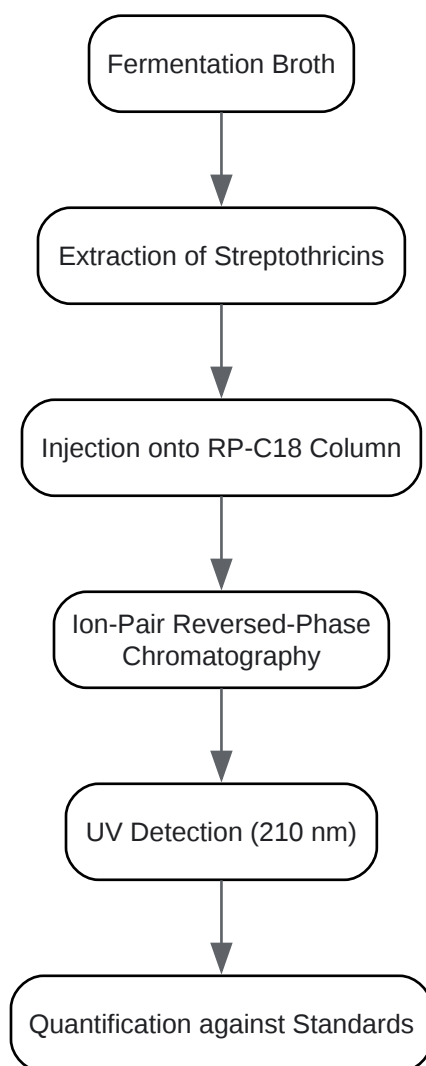 Fermentation Broth
Extraction of Streptothricins
Injection onto RP-C18 Column
Ion-Pair Reversed-Phase
Chromatography
UV Detection (210 nm)
Quantification against Standards